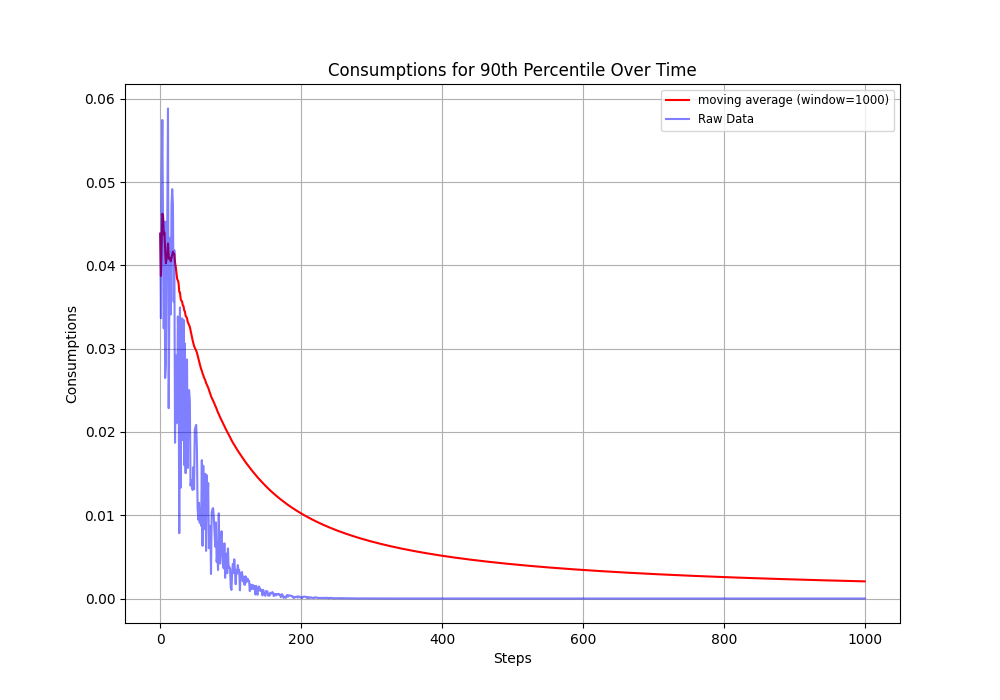 Consumptions for 90th Percentile Over Time
moving average (window=1000)
Raw Data
Consumptions
0.06
0.05
0.04
0.03
0.02
0.01
0.00
0 200 400 600 800 1000
Steps